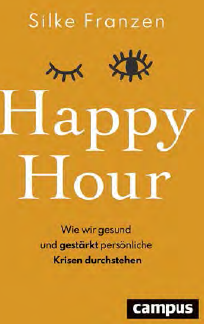 Silke Franzen
Happy
Hour
Wie wir gesund
und gestärkt persönliche
Krisen durchstehen
campus